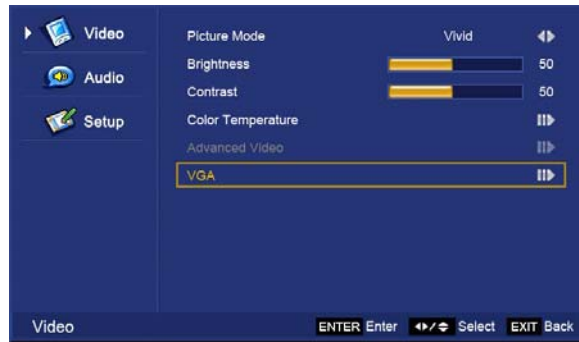 Video
Audio
Setup
Picture Mode Vivid
Brightness 50
Contrast 50
Color Temperature
Advanced Video
VGA
Video ENTER Enter Select EXIT Back